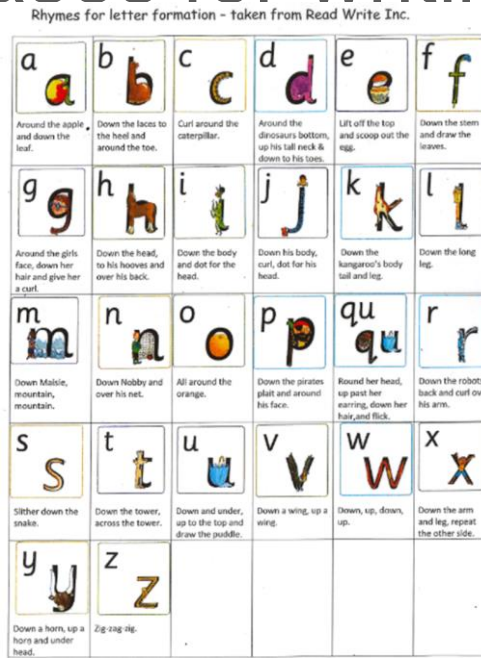 Rhymes for letter formation – taken from Read Write Inc.
a
Around the apple
and down the
leaf.
b
Down the laces to
the heel and
around the toe.
c
Curl around the
caterpillar.
d
Around the
dinosaurs bottom,
up his tall neck &
down to his toes.
e
Lift off the top
and scoop out the
egg.
f
Down the stem
and draw the
leaves.
g
Around the girls
face, down her
hair and give her
a curl.
h
Down the head,
to his hooves and
over his back.
i
Down the body
and dot for the
head.
j
Down his body,
curl, dot for his
head.
k
Down the
kangaroo's body
tail and leg.
l
Down the long
leg.
m
Down Maisie,
mountain,
mountain.
n
Down Nobby and
over his net.
o
All around the
orange.
p
Down the pirates
plait and around
his face.
qu
Round her head,
up past her
earring, down her
hair,and flick.
r
Down the robot
back and curl ov
his arm.
s
Slither down the
snake.
t
Down the tower,
across the tower.
u
Down and under,
up to the top and
draw the puddle.
v
Down a wing, up a
wing.
w
Down, up, down,
up.
x
Down the arm
and leg, repeat
the other side.
y
Down a horn, up a
horn and under
head.
z
Zig-zag-zig.